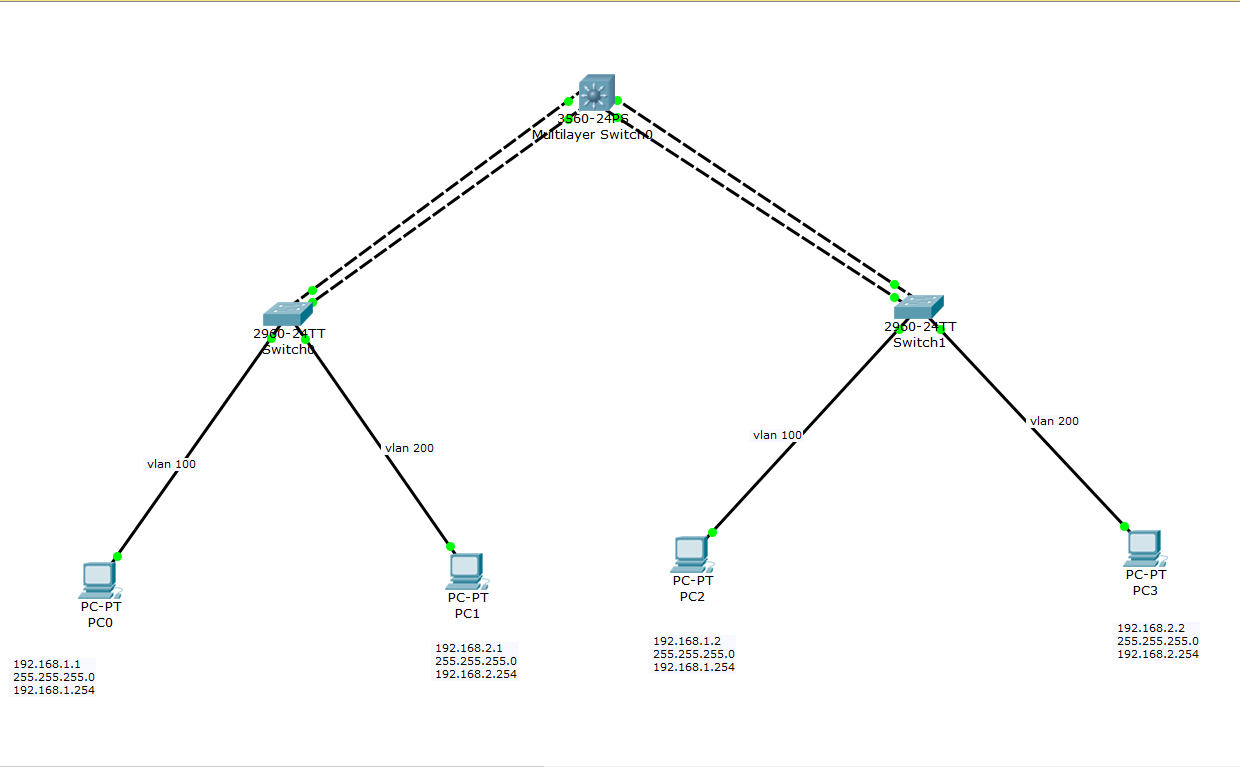 3560-24PS
Multilayer Switch0
2960-24TT
Switch0
2960-24TT
Switch1
vlan 100
vlan 200
vlan 100
vlan 200
PC-PT
PC0
PC-PT
PC1
PC-PT
PC2
PC-PT
PC3
192.168.1.1
255.255.255.0
192.168.1.254
192.168.2.1
255.255.255.0
192.168.2.254
192.168.1.2
255.255.255.0
192.168.1.254
192.168.2.2
255.255.255.0
192.168.2.254